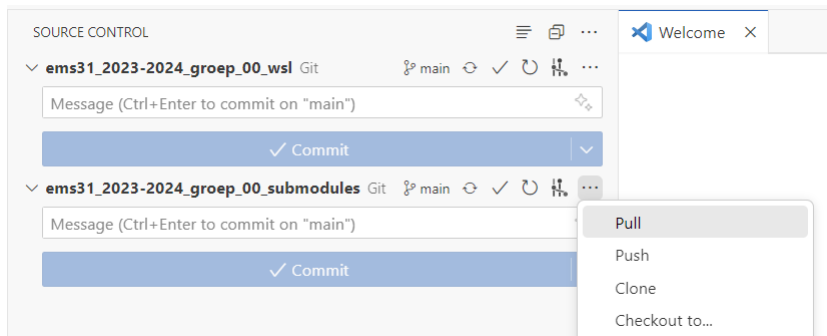 SOURCE CONTROL
Welcome
ems31_2023-2024_groep_00_wsl Git main
Message (Ctrl+Enter to commit on "main")
Commit
ems31_2023-2024_groep_00_submodules Git main
Message (Ctrl+Enter to commit on "main")
Commit
Pull
Push
Clone
Checkout to...